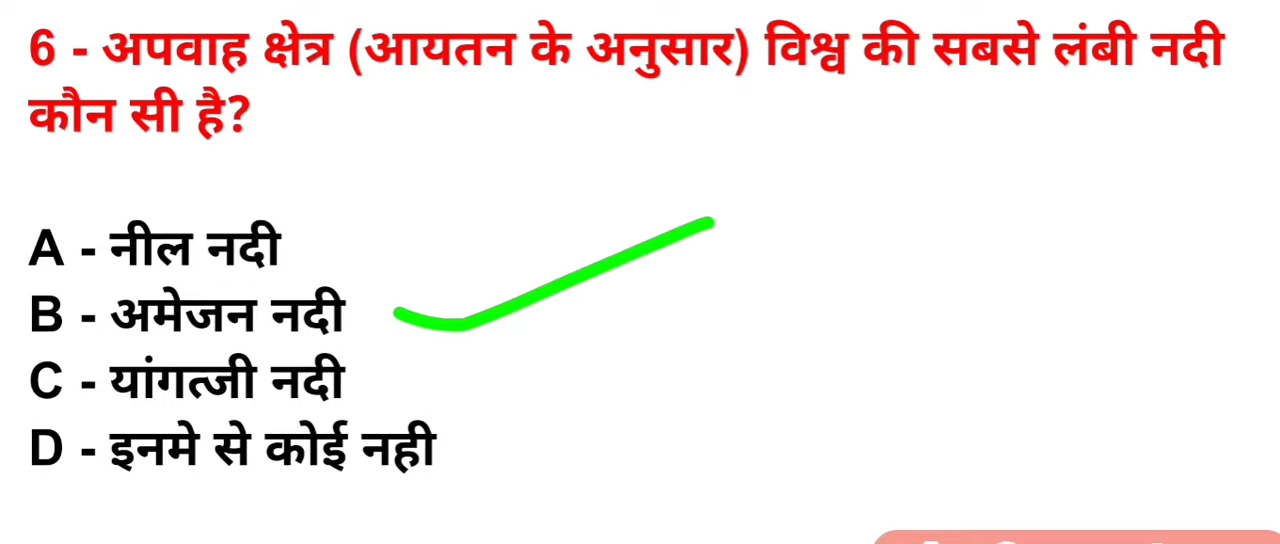 6 - अपवाह क्षेत्र (आयतन के अनुसार) विश्व की सबसे लंबी नदी
कौन सी है?
A - नील नदी
B - अमेजन नदी
C - यांगत्जी नदी
D - इनमे से कोई नही